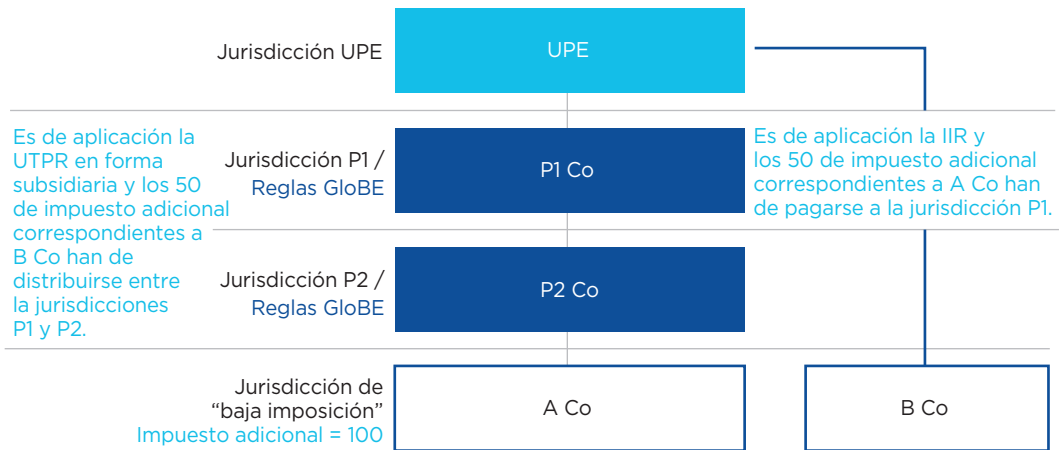 Jurisdicción UPE
UPE
Es de aplicación la
UTPR en forma
subsidiaria y los 50
de impuesto adicional
correspondientes a
B Co han de
distribuirse entre
la jurisdicciones
P1 y P2.
Jurisdicción P1 /
Reglas GloBE
P1 Co
Es de aplicación la IIR y
los 50 de impuesto adicional
correspondientes a A Co han
de pagarse a la jurisdicción P1.
Jurisdicción P2 /
Reglas GloBE
P2 Co
Jurisdicción de
“baja imposición”
Impuesto adicional = 100
A Co
B Co